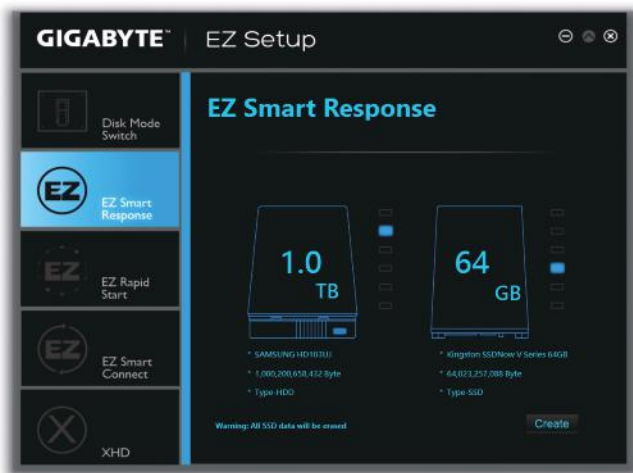 GIGABYTE™ EZ Setup
Disk Mode
Switch
EZ Smart Response
EZ
EZ Smart
Response
1.0
TB
64
GB
EZ
EZ Rapid
Start
* SAMSUNG HD103UJ
* Kingston SSDNow V Series 64GB
EZ
EZ Smart
Connect
* 1,000,200,658,432 Byte
* 64,023,257,088 Byte
* Type-HDD
* Type-SSD
Warning: All SSD data will be erased
Create
X
XHD